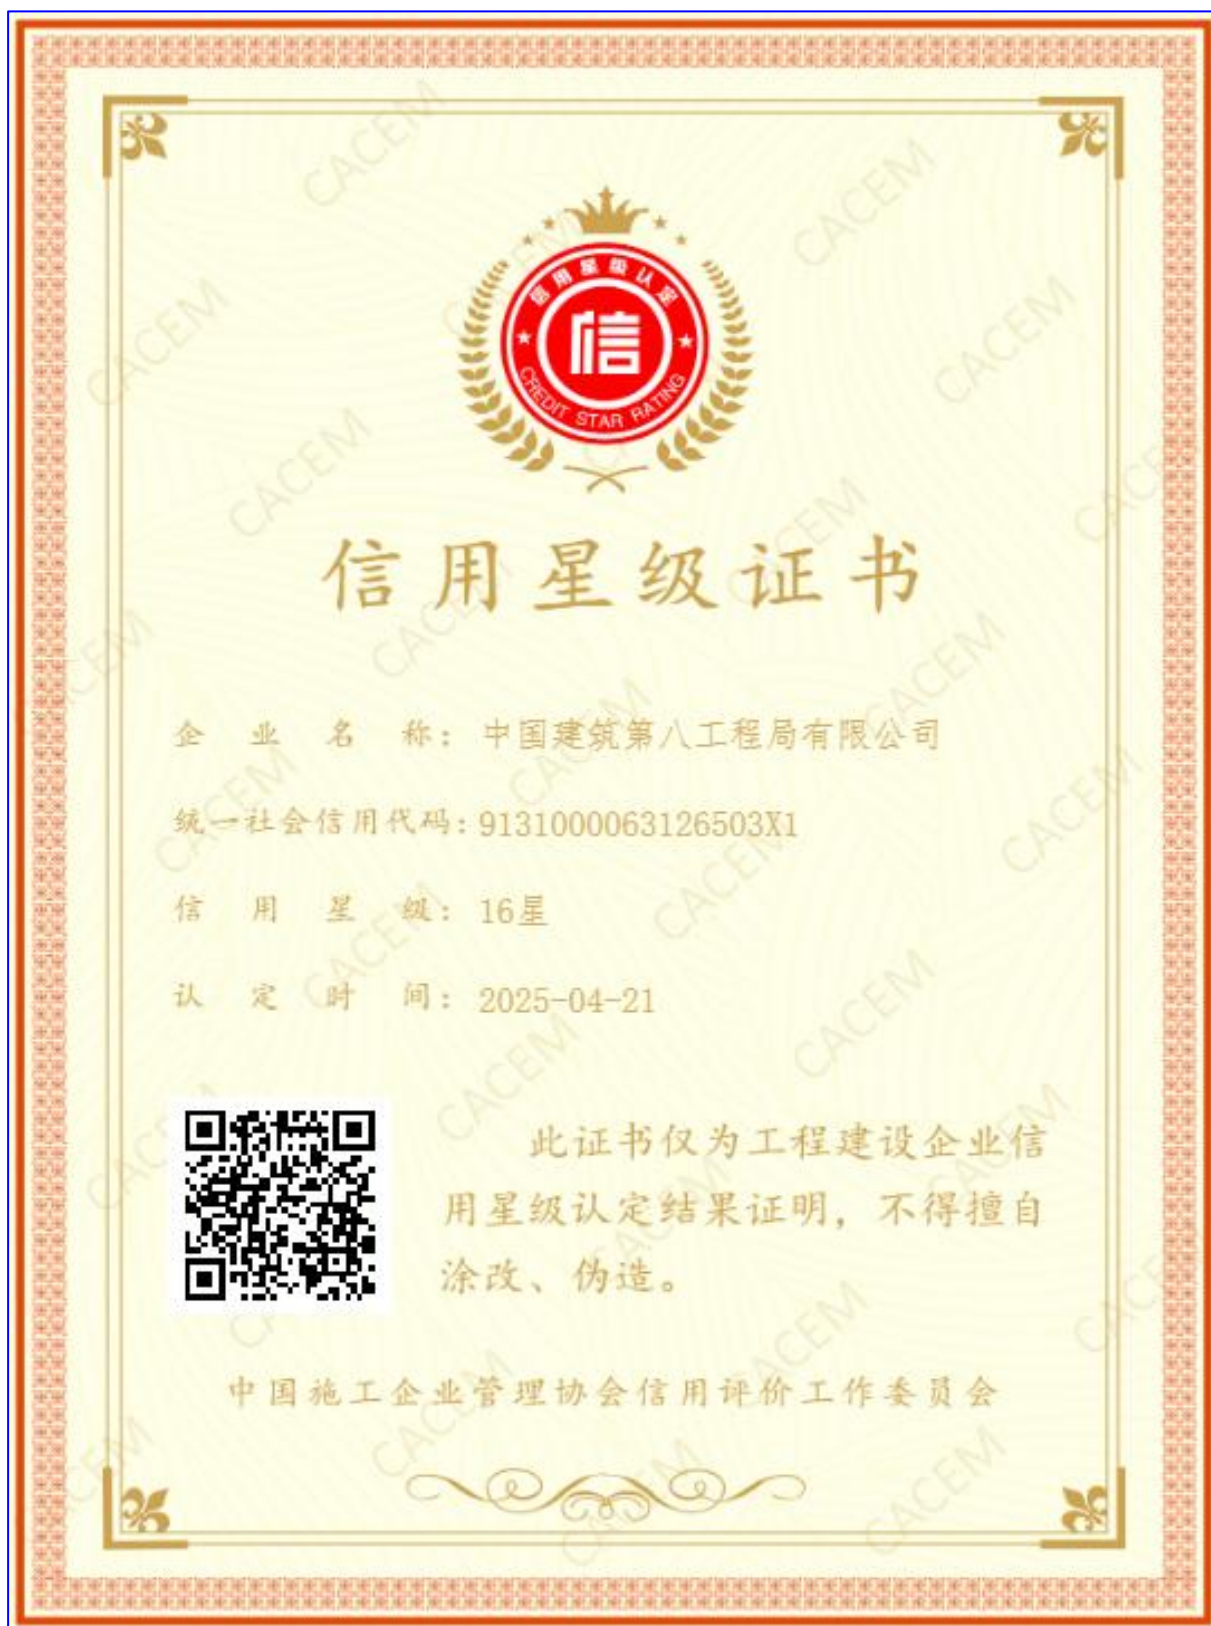 信用星级认定
信
CREDIT STAR RATING
信用星级证书
企业名称：中国建筑第八工程局有限公司
统一社会信用代码：9131000063126503X1
信用星级：16星
认定时间：2025-04-21
此证书仅为工程建设企业信
用星级认定结果证明，不得擅自
涂改、伪造。
中国施工企业管理协会信用评价工作委员会
CACEM